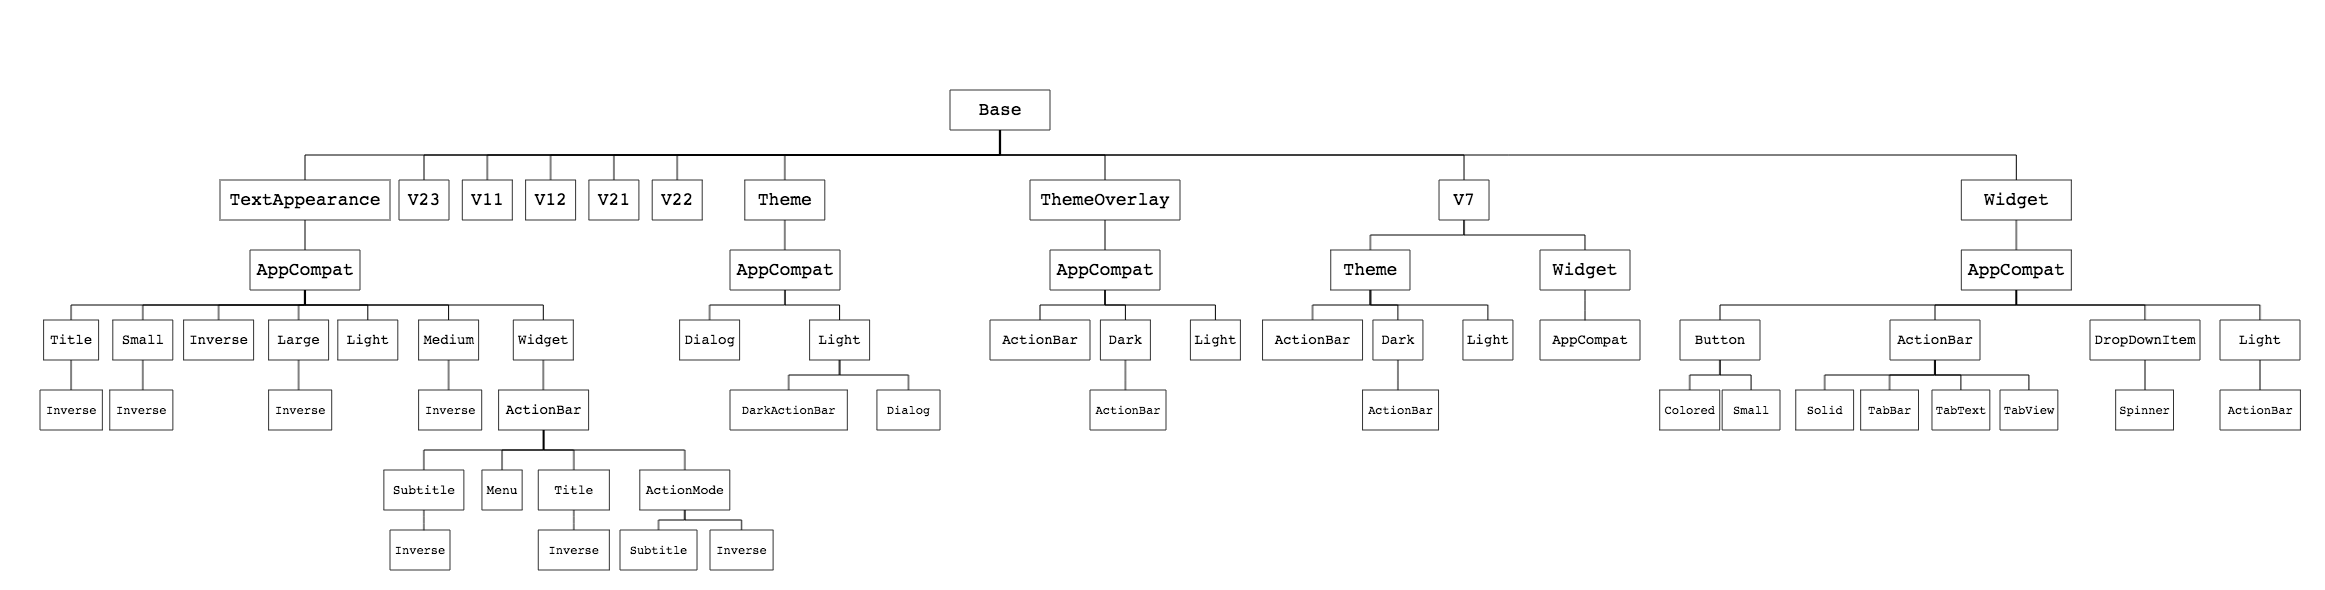 Base
TextAppearance V23 V11 V12 V21 V22 Theme ThemeOverlay V7 Widget
AppCompat AppCompat AppCompat Theme Widget AppCompat
Title Small Inverse Large Light Medium Widget Dialog Light ActionBar Dark Light ActionBar Dark Light AppCompat Button ActionBar DropDownItem Light
Inverse Inverse Inverse Inverse ActionBar DarkActionBar Dialog ActionBar ActionBar Colored Small Solid TabBar TabText TabView Spinner ActionBar
Subtitle Menu Title ActionMode
Inverse Inverse Subtitle Inverse